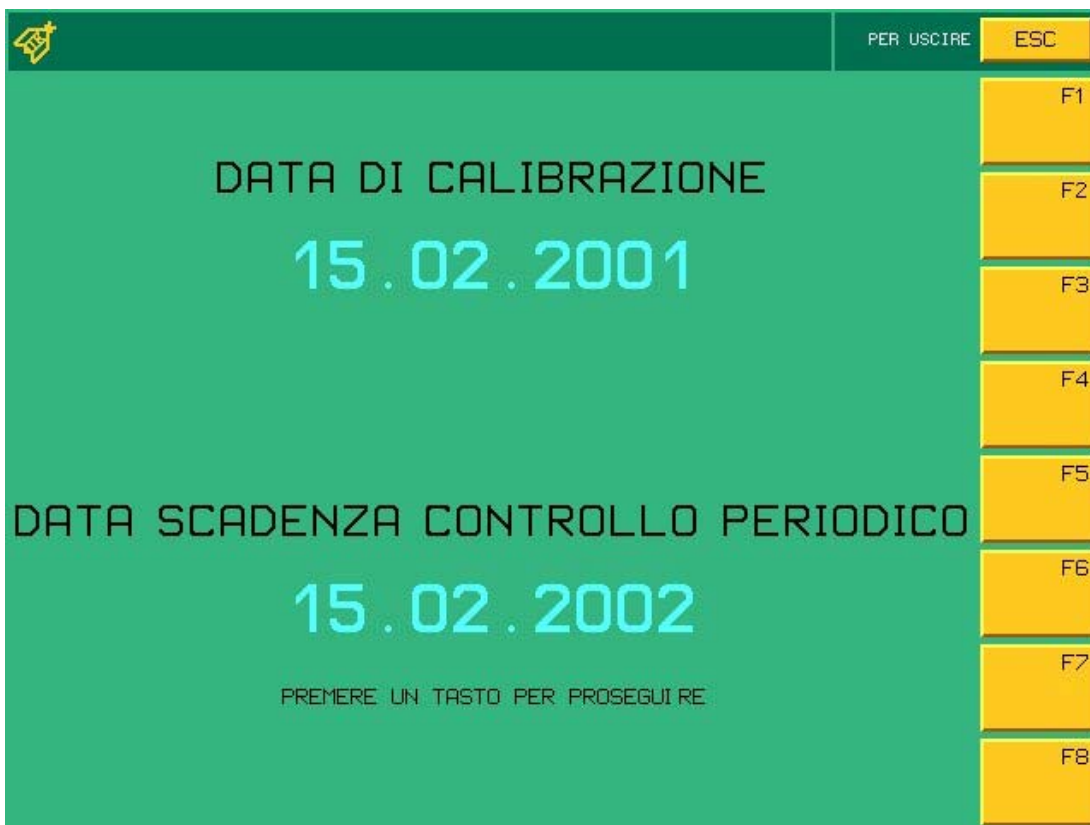 PER USCIRE ESC
F1
DATA DI CALIBRAZIONE
F2
15.02.2001
F3
F4
F5
DATA SCADENZA CONTROLLO PERIODICO
F6
15.02.2002
F7
PREMERE UN TASTO PER PROSEGUIRE
F8